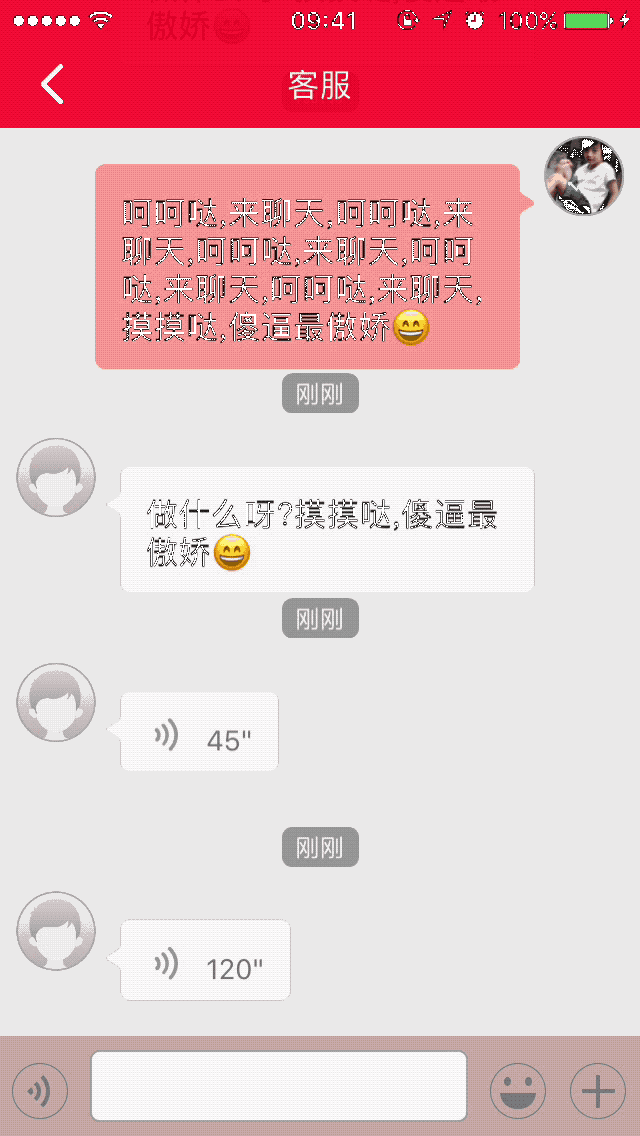 傲娇😄
09:41
100%
客服
呵呵哒,来聊天,呵呵哒,来
聊天,呵呵哒,来聊天,呵呵
哒,来聊天,呵呵哒,来聊天,
摸摸哒,傻逼最傲娇😄
刚刚
做什么呀?摸摸哒,傻逼最
傲娇😄
刚刚
45"
刚刚
120"